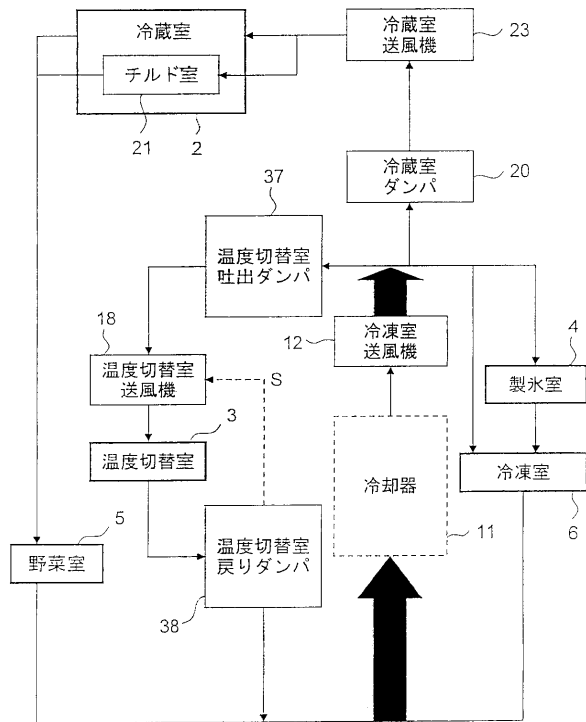 冷蔵室
チルド室
21
2
冷蔵室
送風機
23
冷蔵室
ダンパ
20
37
温度切替室
吐出ダンパ
12
冷凍室
送風機
4
製氷室
18
温度切替室
送風機
S
3
温度切替室
冷却器
11
冷凍室
6
5
野菜室
温度切替室
戻りダンパ
38